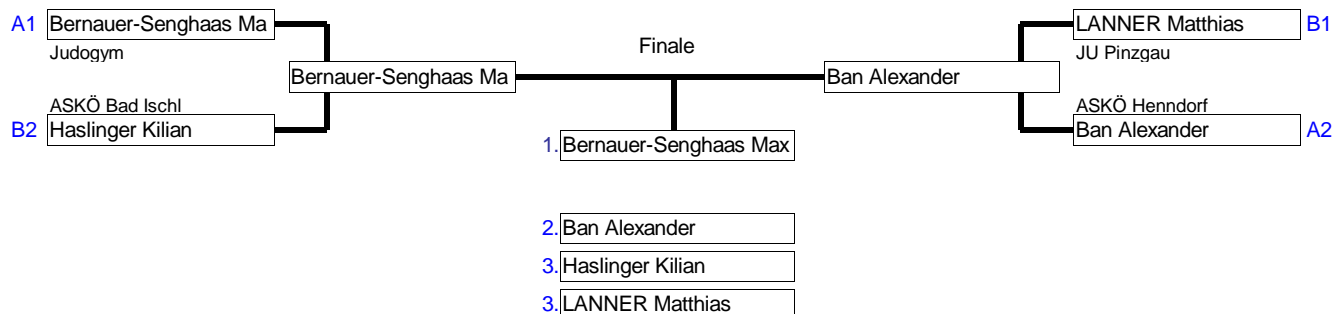 A1 Bernauer-Senghaas Ma
Judogym
ASKÖ Bad Ischl
B2 Haslinger Kilian
Bernauer-Senghaas Ma
Finale
Ban Alexander
LANNER Matthias B1
JU Pinzgau
ASKÖ Henndorf
Ban Alexander A2
1. Bernauer-Senghaas Max
2. Ban Alexander
3. Haslinger Kilian
3. LANNER Matthias